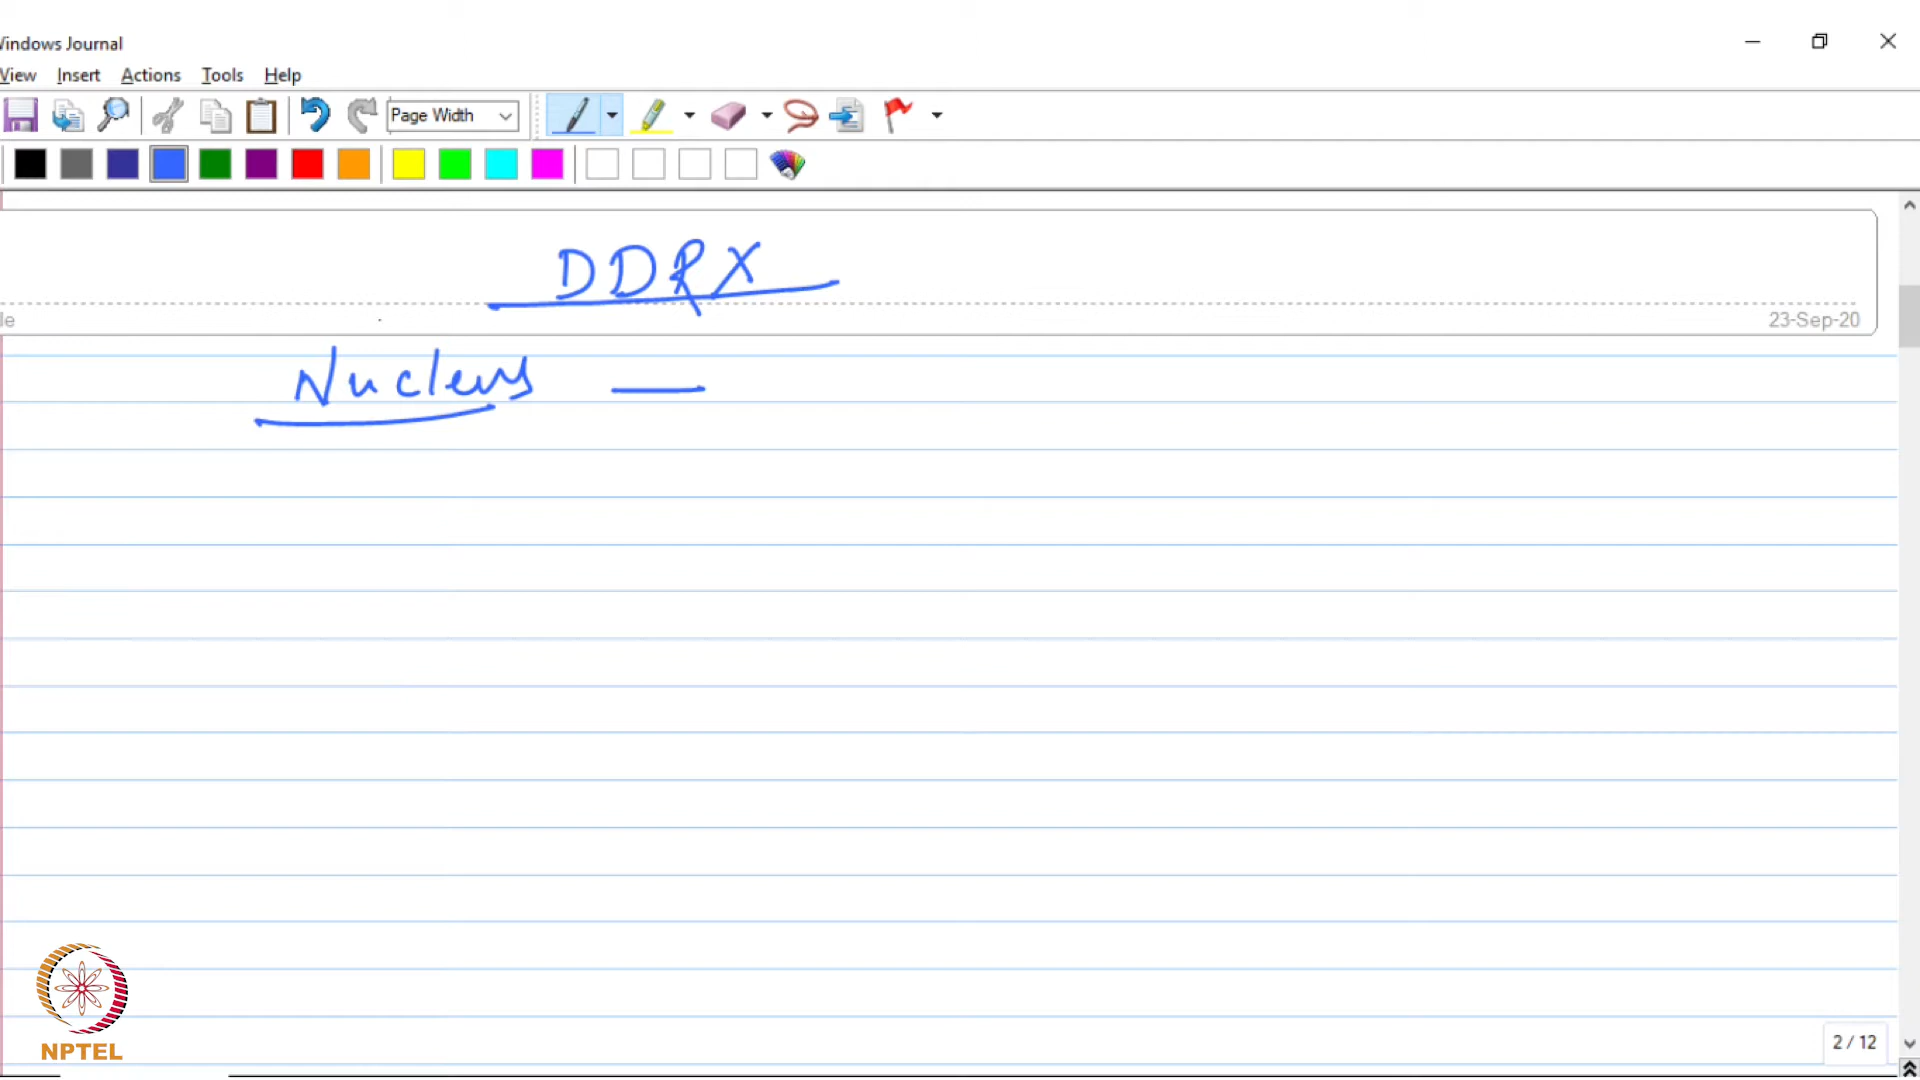 Windows Journal
View Insert Actions Tools Help
Page Width
DDRX
23-Sep-20
Nucleus —
2 / 12
NPTEL